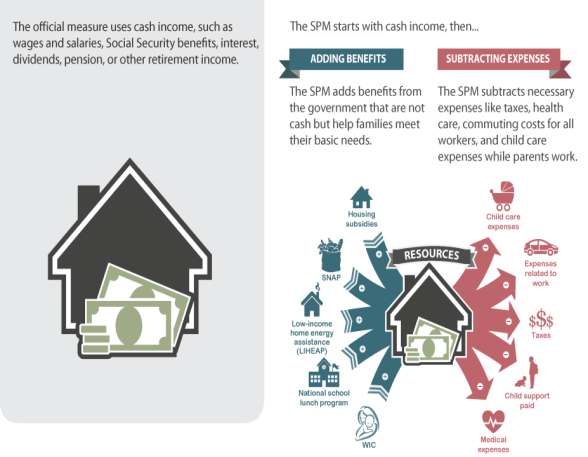 The official measure uses cash income, such as
wages and salaries, Social Security benefits, interest,
dividends, pension, or other retirement income.
The SPM starts with cash income, then...
ADDING BENEFITS
The SPM adds benefits from
the government that are not
cash but help families meet
their basic needs.
SUBTRACTING EXPENSES
The SPM subtracts necessary
expenses like taxes, health
care, commuting costs for all
workers, and child care
expenses while parents work.
RESOURCES
Housing
subsidies
SNAP
Low-income
home energy
assistance
(LIHEAP)
National school
lunch program
WIC
Child care
expenses
Expenses
related to
work
$$$
Taxes
Child support
paid
Medical
expenses